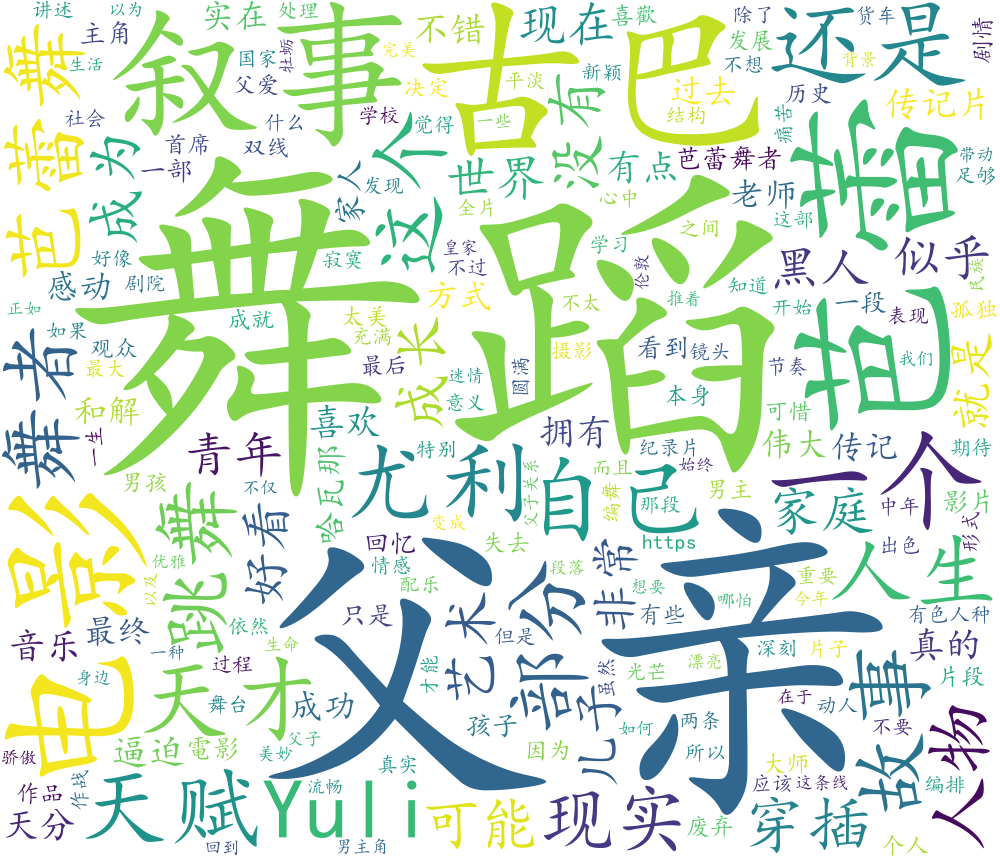 讲述 以为 实在 处理 现在 除了 货车
主角 叙事 国家 牡蛎 完美 不错 古巴 喜歡 发展 还是 剧情
舞 生活 父爱 决定 平淡 新颖 不想 背景
芭蕾 社会 学校 觉得 一些 有 过去 结构 历史 传记片
成为 首席 什么 双线 一部 个 没 有点 芭蕾舞者 痛苦 芭蕾 带动 足够
家人 发现 这 世界 全片 心中 老师 这部
好像 感动 剧院 寂寞 皇家 不过 学习 之间 伦敦 黑人 似乎 民族
正如 舞蹈 方式 不太 推着 知道 开始 一段 表现 孤独
舞者 如果 观众 成就 太美 充满 成长 摄影 看到 镜头 节奏 我们 就是
最大 和解 最后 迷情 意义 圆满 本身 可惜
一生 青年 喜欢 特别 拥有 纪录片 伟大 传记 期待
男孩 不仅 哈瓦那 尤利 自己 父子关系 而且 编舞 始终 那段 男主 一个 家庭 中年 影片 形式
电影 跳舞 好看 回忆 变成 失去 https 出色
优雅 以及 情感 配乐 段落 非常 想要 重要 哪怕 今年 人生 有色人种
音乐 最终 依然 只是 艺术 部分 但是 有些 真的
一种 生命 过程 身边 天才 舞台 成功 父亲 才能 虽然 光芒 漂亮 深刻 片子 故事 片段 人物
骄傲 逼迫 電影 美妙 父子 孩子 儿子 因为 如何 两条 所以 在于 动人 不要
作品 作战 天赋 流畅 真实 大师 应该 这条线 编排
天分 回到 Yuli 男主角 可能 现实 废弃 穿插 个人